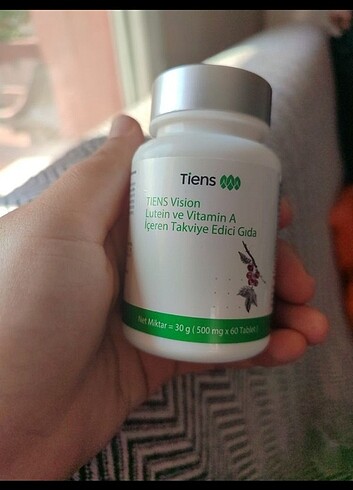 Tiens
TIENS Vision
Lutein ve Vitamin A
İçeren Takviye Edici Gıda
Net Miktar = 30 g ( 500 mg x 60 Tablet)